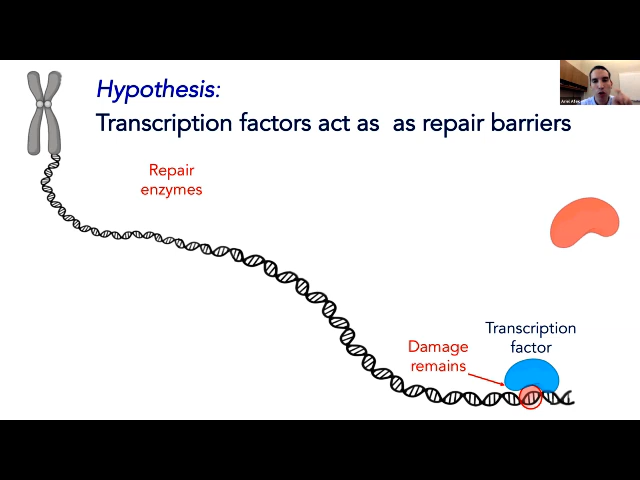 Hypothesis:
Transcription factors act as as repair barriers
Repair
enzymes
Transcription
factor
Damage
remains